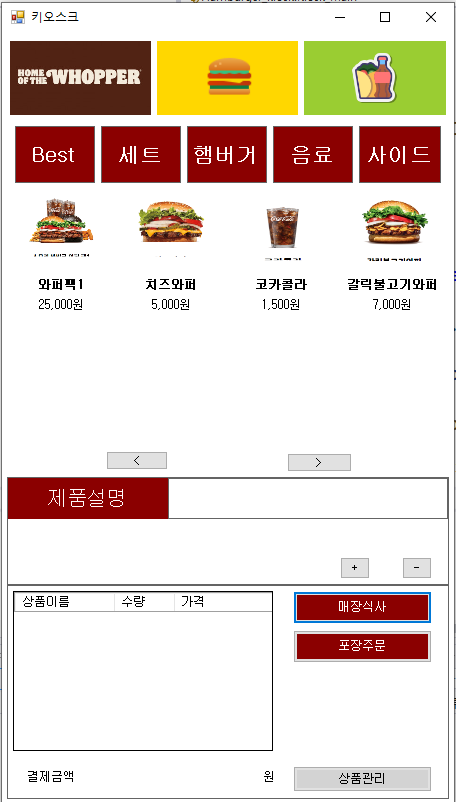 키오스크
HOME OF THE WHOPPER
Best 세트 햄버거 음료 사이드
와퍼팩1 치즈와퍼 코카콜라 갈릭불고기와퍼
25,000원 5,000원 1,500원 7,000원
< >
제품설명
+ -
상품이름 수량 가격
매장식사
포장주문
결제금액 원
상품관리